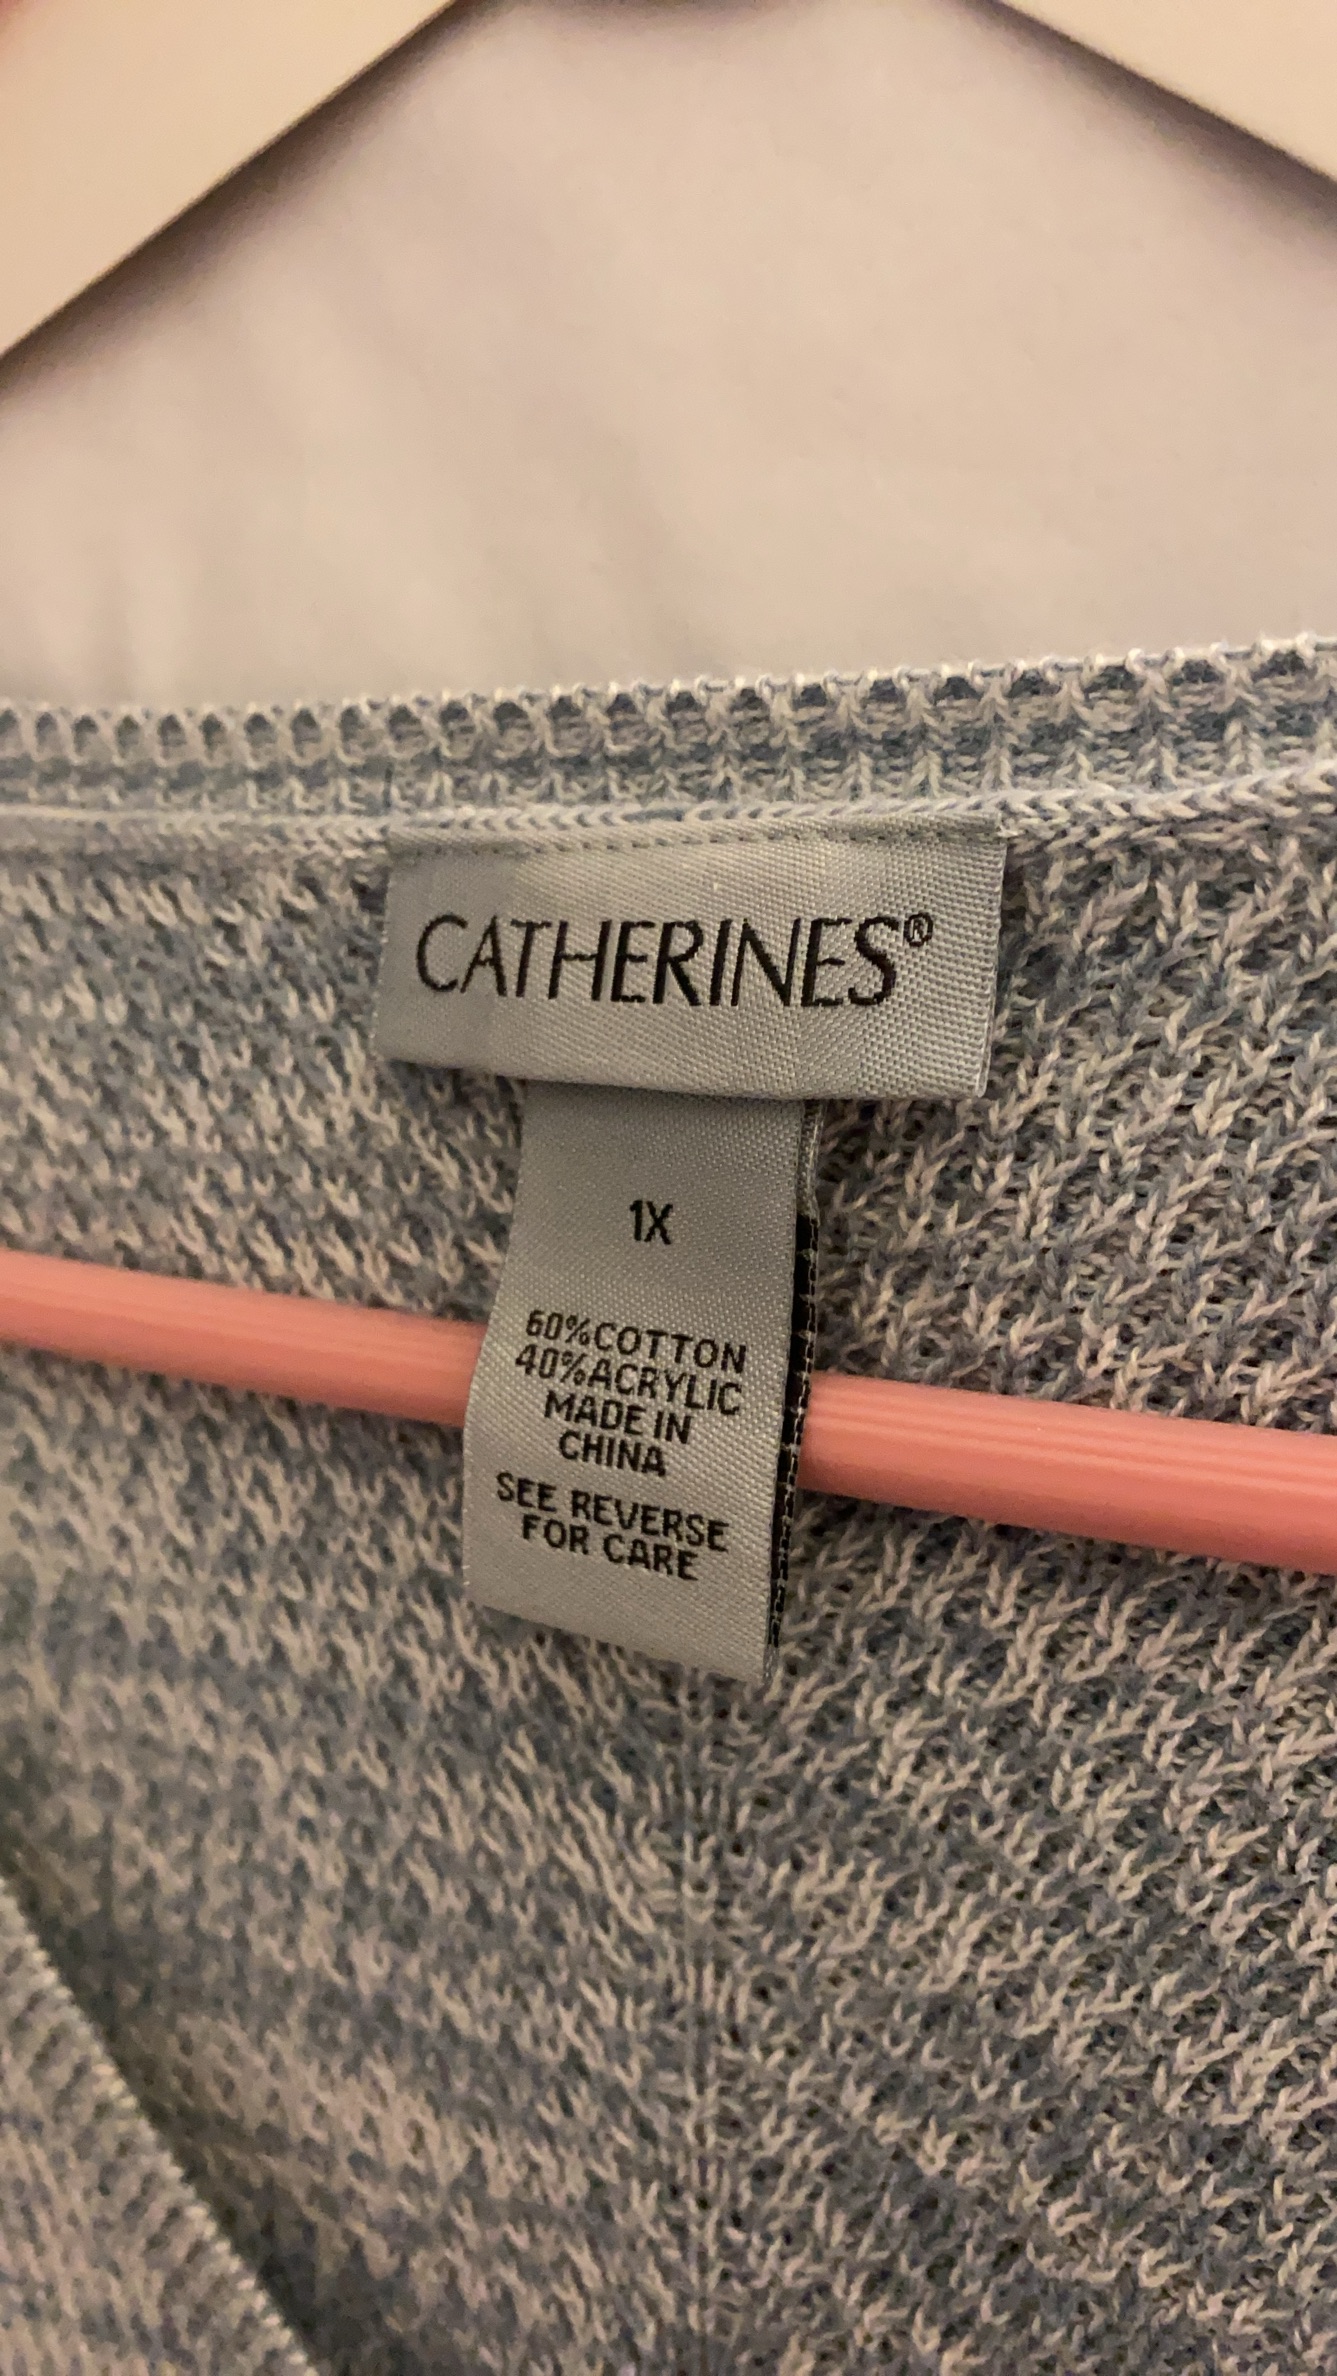 CATHERINES®
1X
60%COTTON
40%ACRYLIC
MADE IN
CHINA
SEE REVERSE
FOR CARE